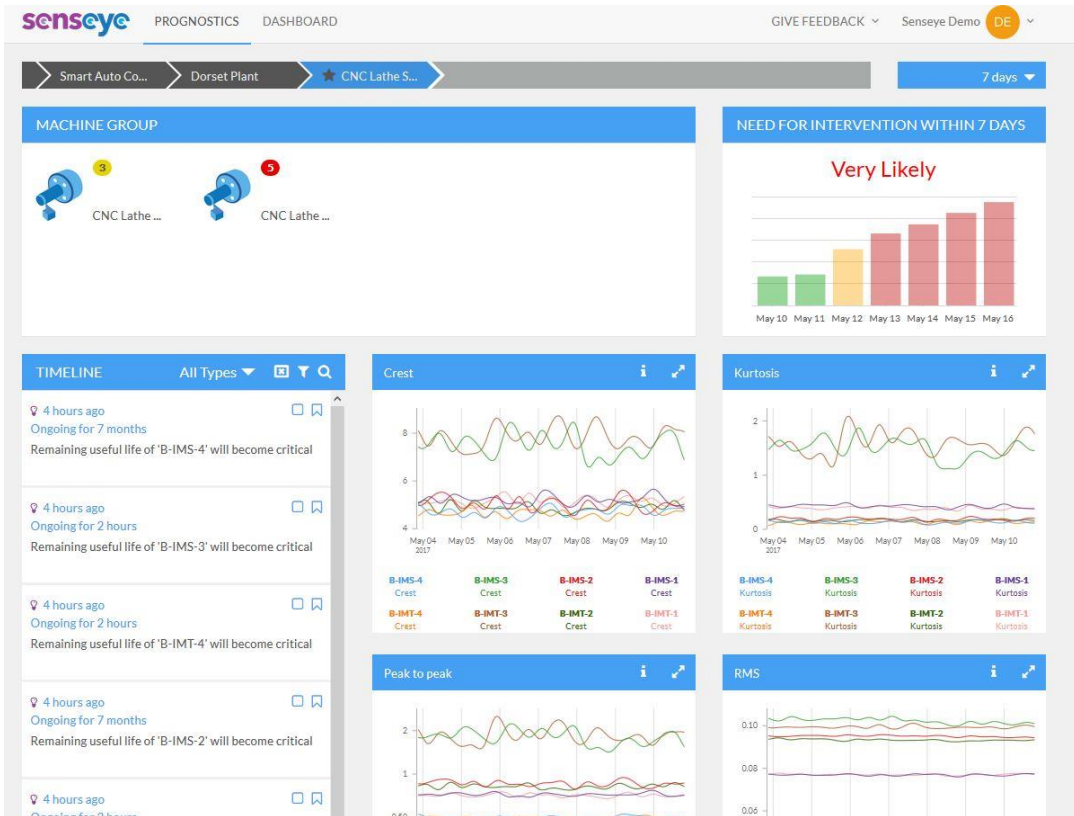 senseye PROGNOSTICS DASHBOARD GIVE FEEDBACK Senseye Demo DE
Smart Auto Co... Dorset Plant CNC Lathe S... 7 days
MACHINE GROUP
3
CNC Lathe ...
5
CNC Lathe ...
NEED FOR INTERVENTION WITHIN 7 DAYS
Very Likely
May 10 May 11 May 12 May 13 May 14 May 15 May 16
TIMELINE All Types
4 hours ago
Ongoing for 7 months
Remaining useful life of 'B-IMS-4' will become critical
4 hours ago
Ongoing for 2 hours
Remaining useful life of 'B-IMS-3' will become critical
4 hours ago
Ongoing for 2 hours
Remaining useful life of 'B-IMT-4' will become critical
4 hours ago
Ongoing for 7 months
Remaining useful life of 'B-IMS-2' will become critical
4 hours ago
Ongoing for 2 hours
Crest
8
6
4
May 04 May 05 May 06 May 07 May 08 May 09 May 10
2017
B-IMS-4 B-IMS-3 B-IMS-2 B-IMS-1
Crest Crest Crest Crest
B-IMT-4 B-IMT-3 B-IMT-2 B-IMT-1
Crest Crest Crest Crest
Kurtosis
2
1
0
May 04 May 05 May 06 May 07 May 08 May 09 May 10
2017
B-IMS-4 B-IMS-3 B-IMS-2 B-IMS-1
Kurtosis Kurtosis Kurtosis Kurtosis
B-IMT-4 B-IMT-3 B-IMT-2 B-IMT-1
Kurtosis Kurtosis Kurtosis Kurtosis
Peak to peak
2
1
0.50
RMS
0.10
0.08
0.06